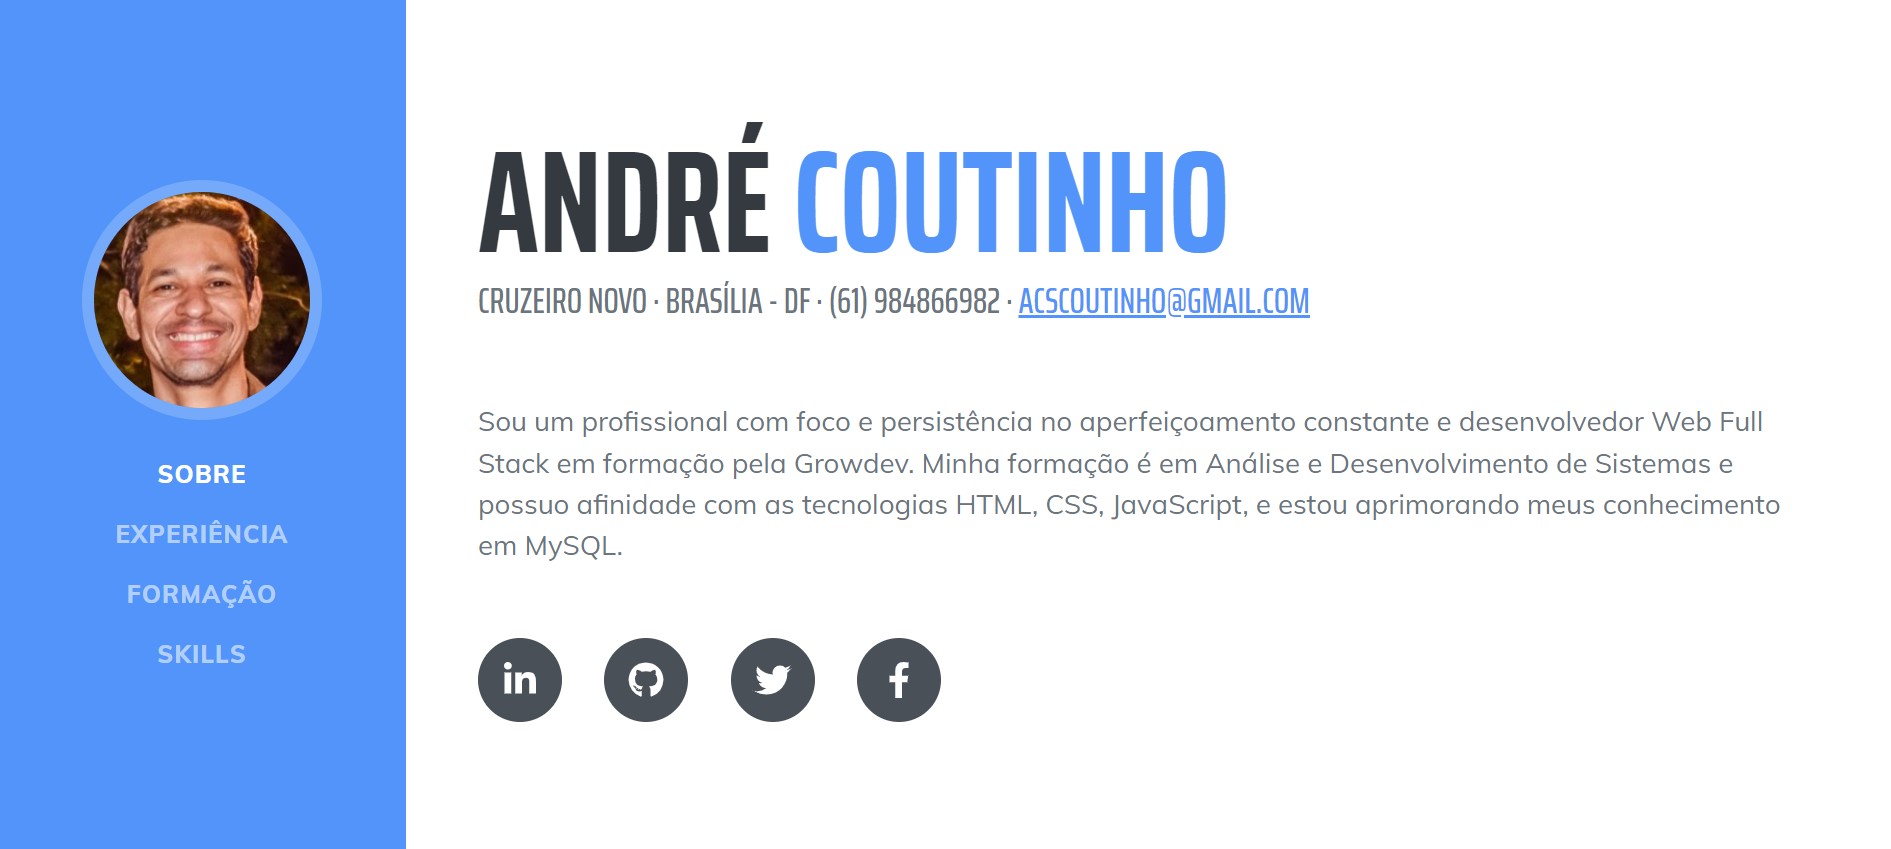 SOBRE
EXPERIÊNCIA
FORMAÇÃO
SKILLS
ANDRÉ COUTINHO
CRUZEIRO NOVO · BRASÍLIA - DF · (61) 984866982 · ACSCOUTINHO@GMAIL.COM
Sou um profissional com foco e persistência no aperfeiçoamento constante e desenvolvedor Web Full
Stack em formação pela Growdev. Minha formação é em Análise e Desenvolvimento de Sistemas e
possuo afinidade com as tecnologias HTML, CSS, JavaScript, e estou aprimorando meus conhecimento
em MySQL.